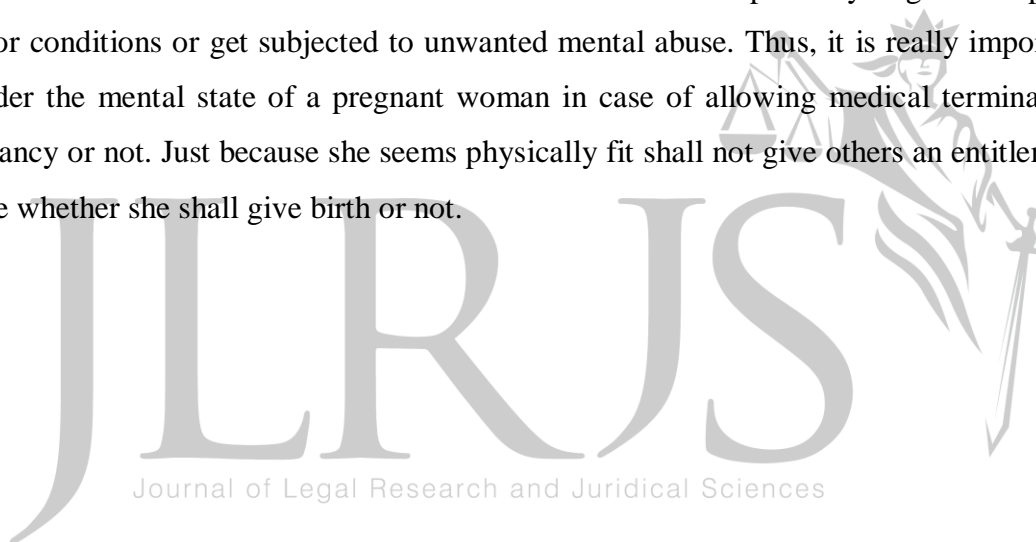 or conditions or get subjected to unwanted mental abuse. Thus, it is really impo
der the mental state of a pregnant woman in case of allowing medical termina
ancy or not. Just because she seems physically fit shall not give others an entitle
e whether she shall give birth or not.
JLRJS
Journal of Legal Research and Juridical Sciences